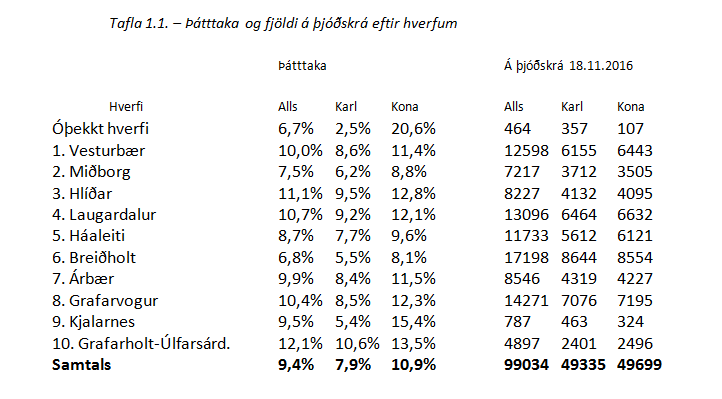 Tafla 1.1. – Þátttaka og fjöldi á þjóðskrá eftir hverfum
Þátttaka Á þjóðskrá 18.11.2016
Hverfi Alls Karl Kona Alls Karl Kona
Óþekkt hverfi 6,7% 2,5% 20,6% 464 357 107
1. Vesturbær 10,0% 8,6% 11,4% 12598 6155 6443
2. Miðborg 7,5% 6,2% 8,8% 7217 3712 3505
3. Hlíðar 11,1% 9,5% 12,8% 8227 4132 4095
4. Laugardalur 10,7% 9,2% 12,1% 13096 6464 6632
5. Háaleiti 8,7% 7,7% 9,6% 11733 5612 6121
6. Breiðholt 6,8% 5,5% 8,1% 17198 8644 8554
7. Árbær 9,9% 8,4% 11,5% 8546 4319 4227
8. Grafarvogur 10,4% 8,5% 12,3% 14271 7076 7195
9. Kjalarnes 9,5% 5,4% 15,4% 787 463 324
10. Grafarholt-Úlfarsárd. 12,1% 10,6% 13,5% 4897 2401 2496
Samtals 9,4% 7,9% 10,9% 99034 49335 49699